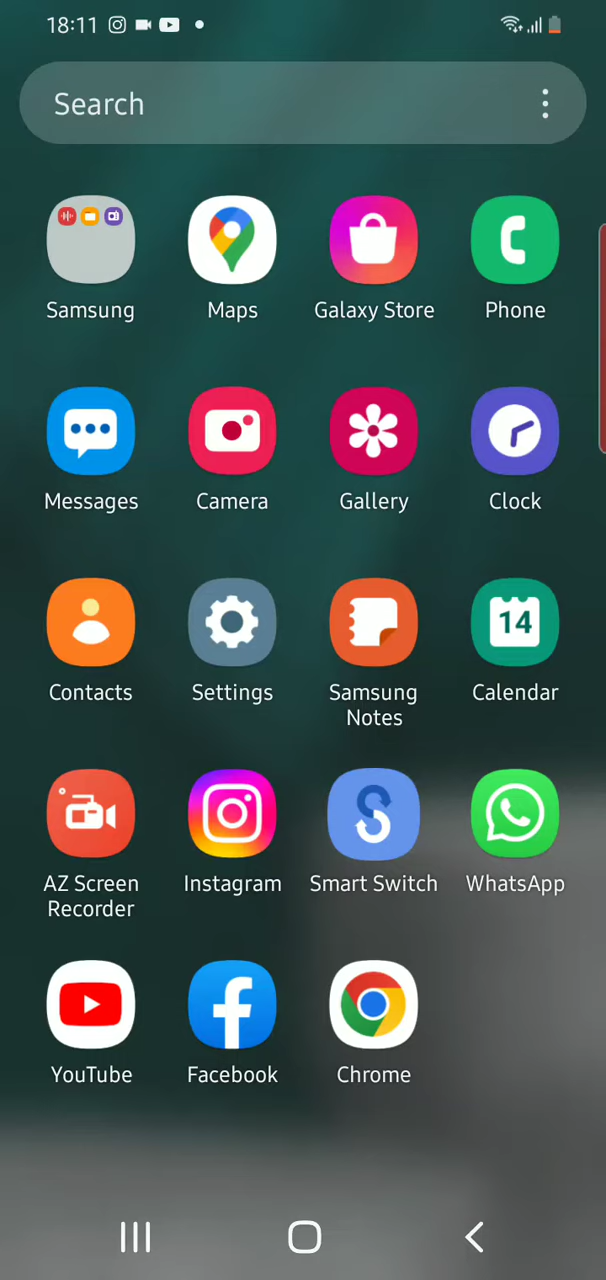 18:11
Search
Samsung
Maps
Galaxy Store
Phone
Messages
Camera
Gallery
Clock
Contacts
Settings
Samsung
Notes
14
Calendar
AZ Screen
Recorder
Instagram
Smart Switch
WhatsApp
YouTube
Facebook
Chrome